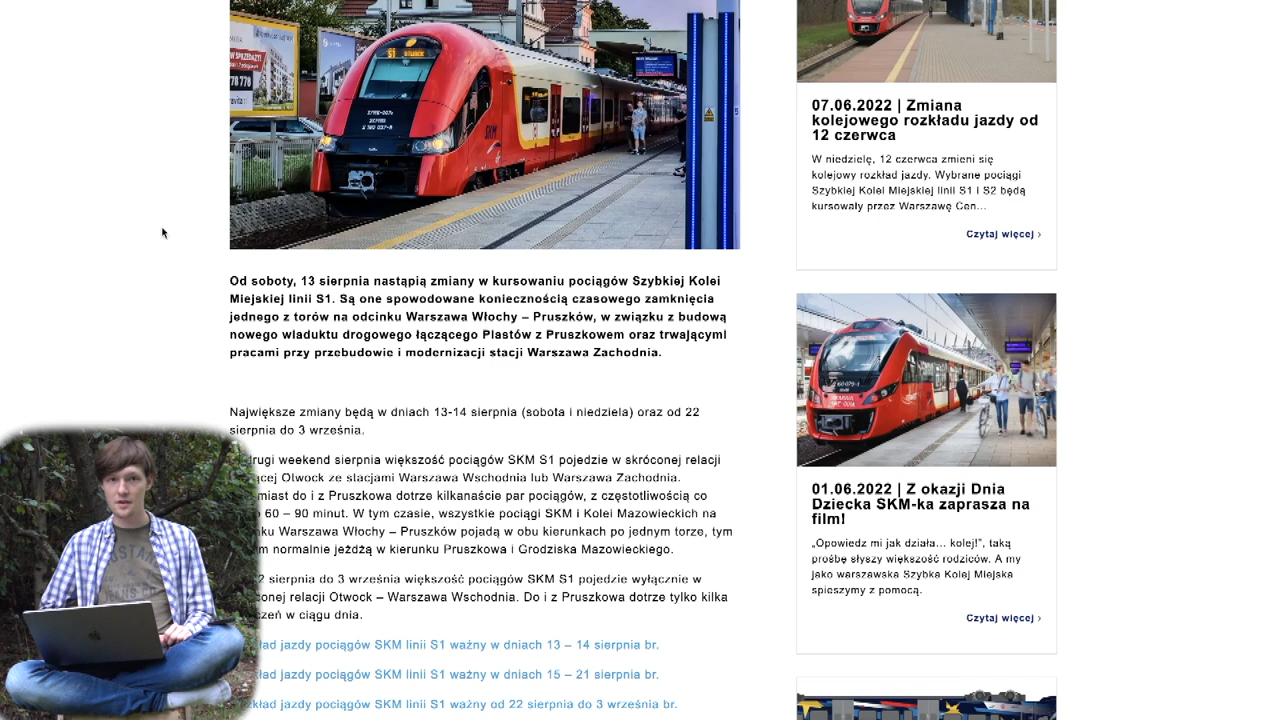 SKM
Od soboty, 13 sierpnia nastąpią zmiany w kursowaniu pociągów Szybkiej Kolei
Miejskiej linii S1. Są one spowodowane koniecznością czasowego zamknięcia
jednego z torów na odcinku Warszawa Włochy – Pruszków, w związku z budową
nowego wiaduktu drogowego łączącego Piastów z Pruszkowem oraz trwającymi
pracami przy przebudowie i modernizacji stacji Warszawa Zachodnia.
Największe zmiany będą w dniach 13-14 sierpnia (sobota i niedziela) oraz od 22
sierpnia do 3 września.
rugi weekend sierpnia większość pociągów SKM S1 pojedzie w skróconej relacji
ącej Otwock ze stacjami Warszawa Wschodnia lub Warszawa Zachodnia.
miast do i z Pruszkowa dotrze kilkanaście par pociągów, z częstotliwością co
60 – 90 minut. W tym czasie, wszystkie pociągi SKM i Kolei Mazowieckich na
nku Warszawa Włochy – Pruszków pojadą w obu kierunkach po jednym torze, tym
m normalnie jeżdżą w kierunku Pruszkowa i Grodziska Mazowieckiego.
2 sierpnia do 3 września większość pociągów SKM S1 pojedzie wyłącznie w
conej relacji Otwock – Warszawa Wschodnia. Do i z Pruszkowa dotrze tylko kilka
czeń w ciągu dnia.
kład jazdy pociągów SKM linii S1 ważny w dniach 13 – 14 sierpnia br.
kład jazdy pociągów SKM linii S1 ważny w dniach 15 – 21 sierpnia br.
zkład jazdy pociągów SKM linii S1 ważny od 22 sierpnia do 3 września br.
07.06.2022 | Zmiana
kolejowego rozkładu jazdy od
12 czerwca
W niedzielę, 12 czerwca zmieni się
kolejowy rozkład jazdy. Wybrane pociągi
Szybkiej Kolei Miejskiej linii S1 i S2 będą
kursowały przez Warszawę Cen...
Czytaj więcej ›
01.06.2022 | Z okazji Dnia
Dziecka SKM-ka zaprasza na
film!
„Opowiedz mi jak działa... kolej!”, taką
prośbę słyszy większość rodziców. A my
jako warszawska Szybka Kolej Miejska
spieszymy z pomocą.
Czytaj więcej ›